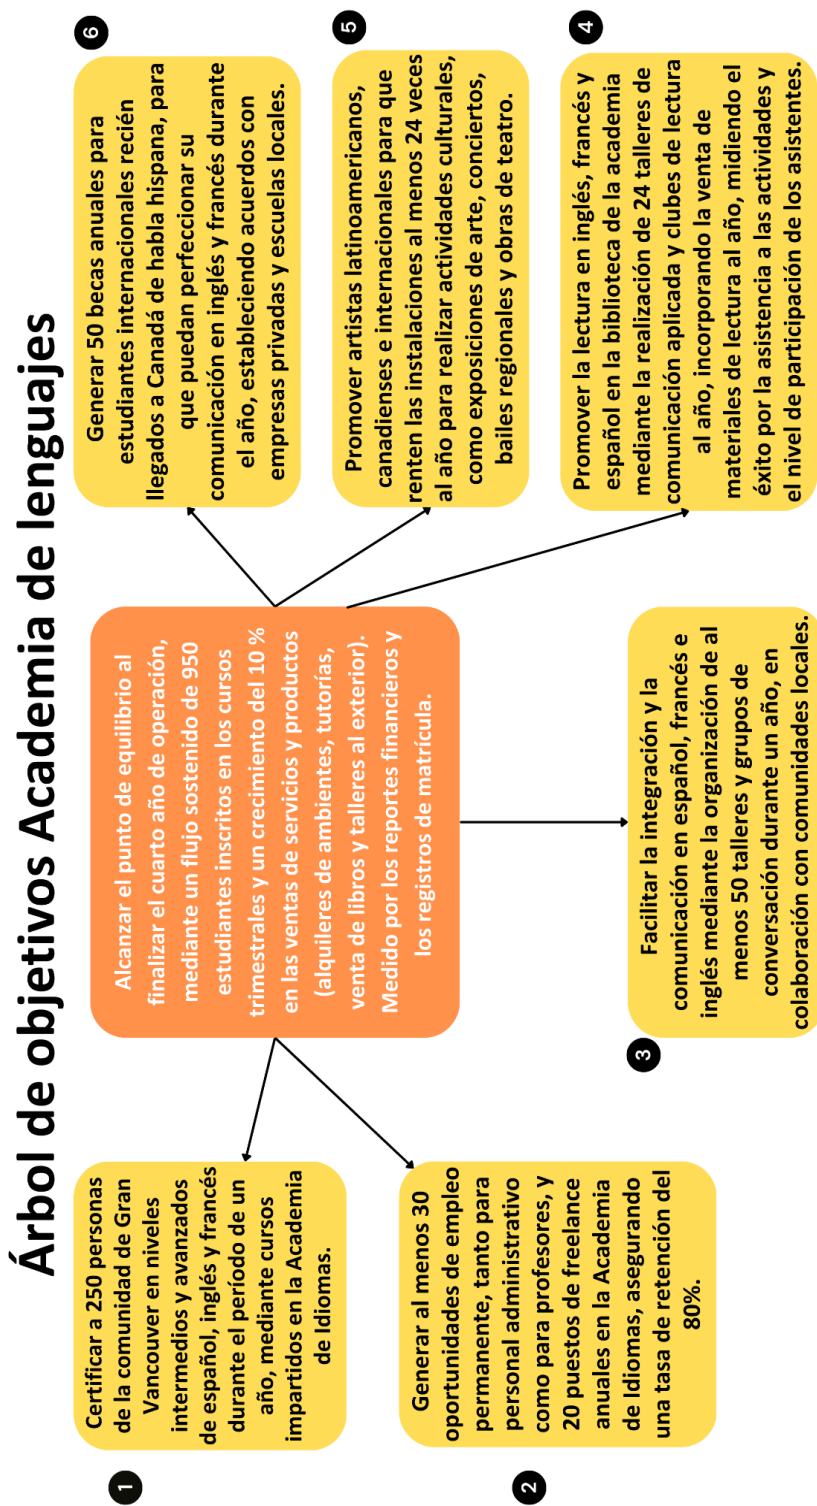 Árbol de objetivos Academia de lenguajes
1
Certificar a 250 personas
de la comunidad de Gran
Vancouver en niveles
intermedios y avanzados
de español, inglés y francés
durante el período de un
año, mediante cursos
impartidos en la Academia
de Idiomas.
2
Generar al menos 30
oportunidades de empleo
permanente, tanto para
personal administrativo
como para profesores, y
20 puestos de freelance
anuales en la Academia
de Idiomas, asegurando
una tasa de retención del
80%.
Alcanzar el punto de equilibrio al
finalizar el cuarto año de operación,
mediante un flujo sostenido de 950
estudiantes inscritos en los cursos
trimestrales y un crecimiento del 10 %
en las ventas de servicios y productos
(alquileres de ambientes, tutorías,
venta de libros y talleres al exterior).
Medido por los reportes financieros y
los registros de matrícula.
3
Facilitar la integración y la
comunicación en español, francés e
inglés mediante la organización de al
menos 50 talleres y grupos de
conversación durante un año, en
colaboración con comunidades locales.
6
Generar 50 becas anuales para
estudiantes internacionales recién
llegados a Canadá de habla hispana, para
que puedan perfeccionar su
comunicación en inglés y francés durante
el año, estableciendo acuerdos con
empresas privadas y escuelas locales.
5
Promover artistas latinoamericanos,
canadienses e internacionales para que
renten las instalaciones al menos 24 veces
al año para realizar actividades culturales,
como exposiciones de arte, conciertos,
bailes regionales y obras de teatro.
4
Promover la lectura en inglés, francés y
español en la biblioteca de la academia
mediante la realización de 24 talleres de
comunicación aplicada y clubes de lectura
al año, incorporando la venta de
materiales de lectura al año, midiendo el
éxito por la asistencia a las actividades y
el nivel de participación de los asistentes.